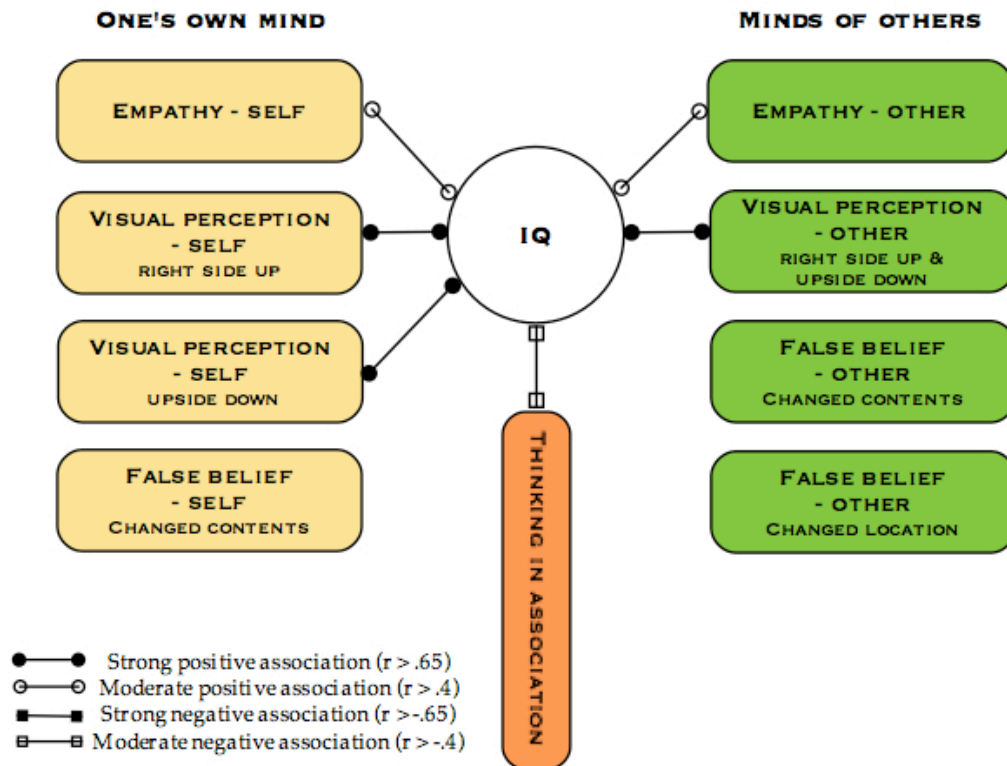 ONE'S OWN MIND
MINDS OF OTHERS
EMPATHY - SELF
EMPATHY - OTHER
VISUAL PERCEPTION
- SELF
RIGHT SIDE UP
IQ
VISUAL PERCEPTION
- OTHER
RIGHT SIDE UP &
UPSIDE DOWN
VISUAL PERCEPTION
- SELF
UPSIDE DOWN
FALSE BELIEF
- OTHER
CHANGED CONTENTS
FALSE BELIEF
- SELF
CHANGED CONTENTS
FALSE BELIEF
- OTHER
CHANGED LOCATION
THINKING IN ASSOCIATION
Strong positive association (r >.65)
Moderate positive association (r >.4)
Strong negative association (r >-.65)
Moderate negative association (r >-.4)